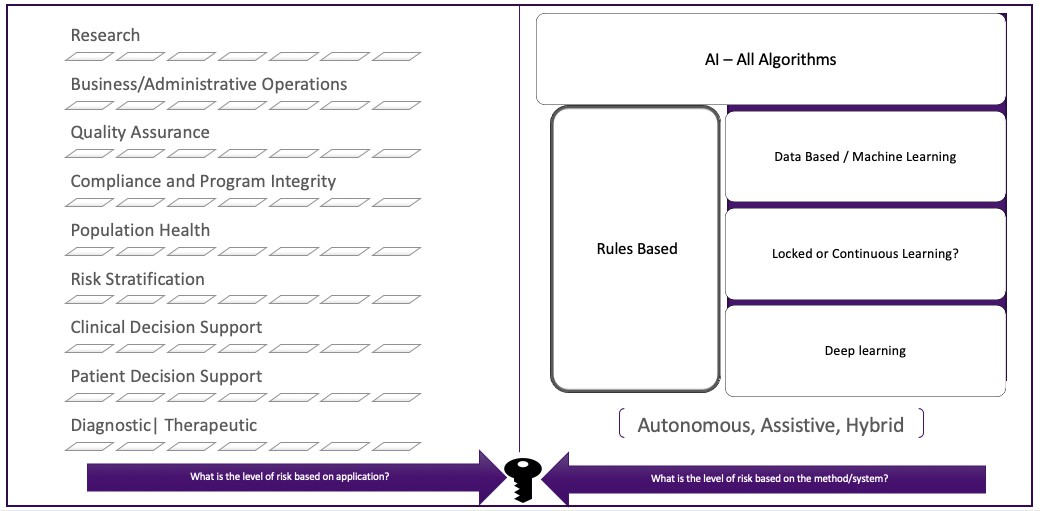 Research
Business/Administrative Operations
Quality Assurance
Compliance and Program Integrity
Population Health
Risk Stratification
Clinical Decision Support
Patient Decision Support
Diagnostic| Therapeutic
What is the level of risk based on application?
AI – All Algorithms
Rules Based
Data Based / Machine Learning
Locked or Continuous Learning?
Deep learning
Autonomous, Assistive, Hybrid
What is the level of risk based on the method/system?